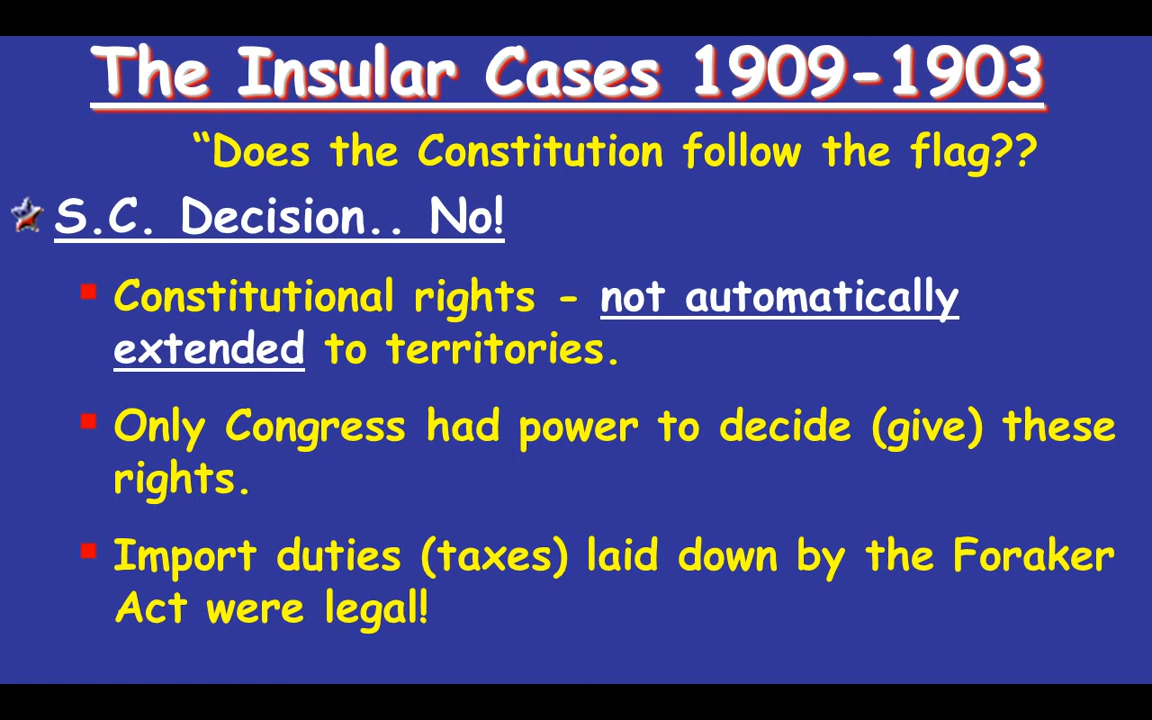 The Insular Cases 1909-1903
“Does the Constitution follow the flag??
S.C. Decision.. No!
Constitutional rights - not automatically
extended to territories.
Only Congress had power to decide (give) these
rights.
Import duties (taxes) laid down by the Foraker
Act were legal!